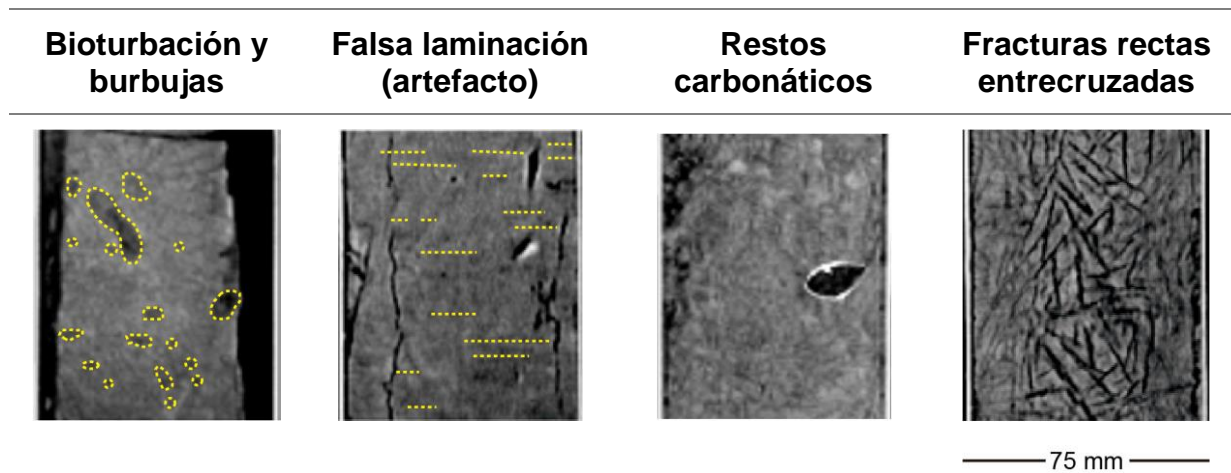 Bioturbación y
burbujas
Falsa laminación
(artefacto)
Restos
carbonáticos
Fracturas rectas
entrecruzadas
75 mm